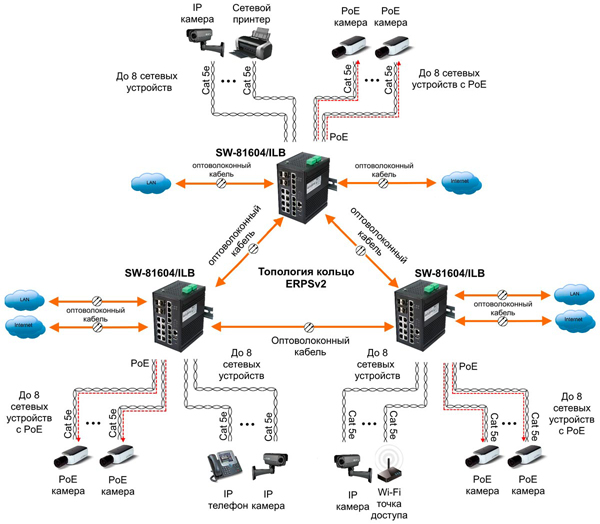 IP
камера
Сетевой
принтер
PoE
камера
PoE
камера
До 8 сетевых
устройств
Cat 5e
Cat 5e
Cat 5e
Cat 5e
До 8 сетевых
устройств с PoE
PoE
SW-81604/ILB
LAN
оптоволоконный
кабель
оптоволоконный
кабель
Internet
оптоволоконный
кабель
оптоволоконный
кабель
SW-81604/ILB
Топология кольцо
ERPSv2
SW-81604/ILB
LAN
оптоволоконный
кабель
Internet
LAN
оптоволоконный
кабель
Internet
Оптоволоконный
кабель
PoE
До 8
сетевых
устройств
До 8
сетевых
устройств
PoE
До 8
сетевых
устройств
с PoE
Cat 5e
Cat 5e
Cat 5e
Cat 5e
Cat 5e
Cat 5e
Cat 5e
Cat 5e
До 8
сетевых
устройств
с PoE
PoE
камера
PoE
камера
IP
телефон
IP
камера
IP
камера
Wi-Fi
точка
доступа
PoE
камера
PoE
камера